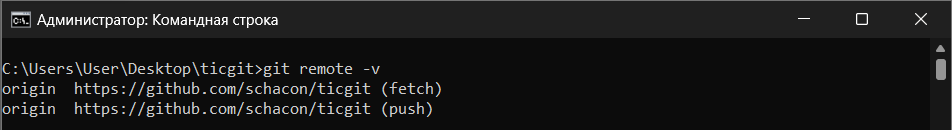 Администратор: Командная строка
C:\Users\User\Desktop\ticgit>git remote -v
origin  https://github.com/schacon/ticgit (fetch)
origin  https://github.com/schacon/ticgit (push)